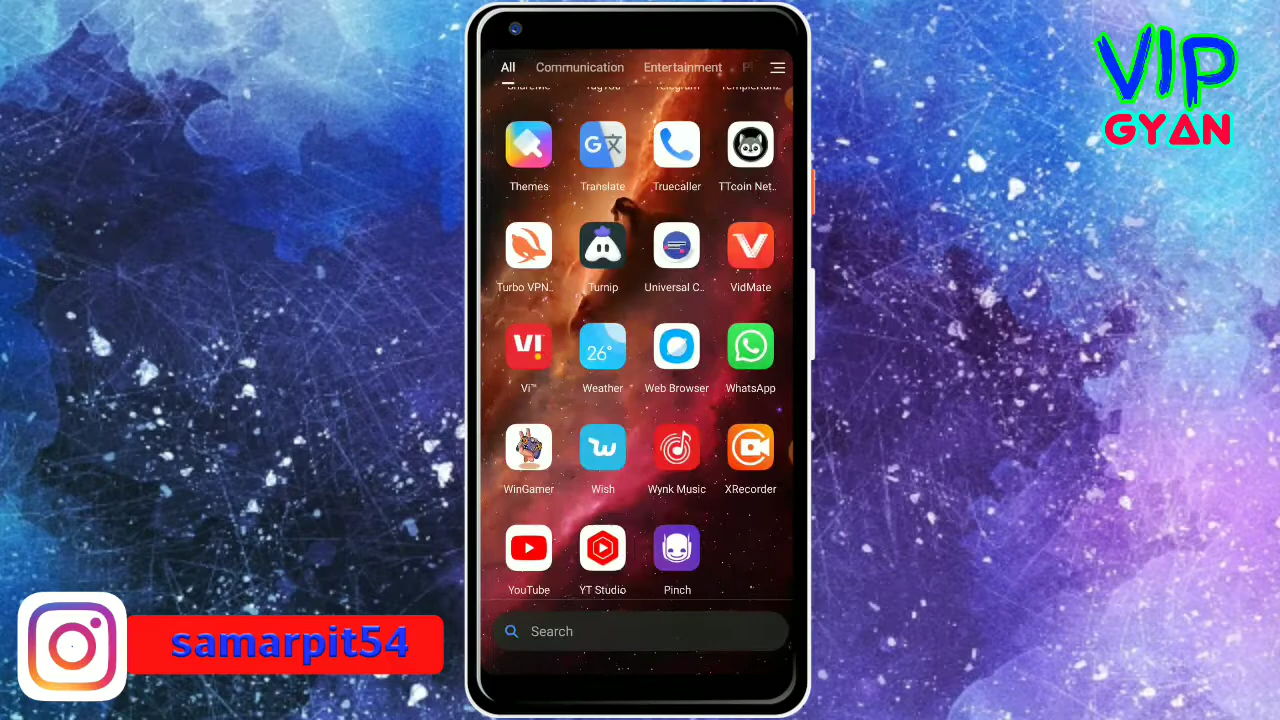 VIP
GYAN
All Communication Entertainment
Themes Translate Truecaller TTcoin Net..
Turbo VPN.. Turnip Universal C.. VidMate
26°
Vi™ Weather Web Browser WhatsApp
WinGamer Wish Wynk Music XRecorder
YouTube YT Studio Pinch
Search
samarpit54